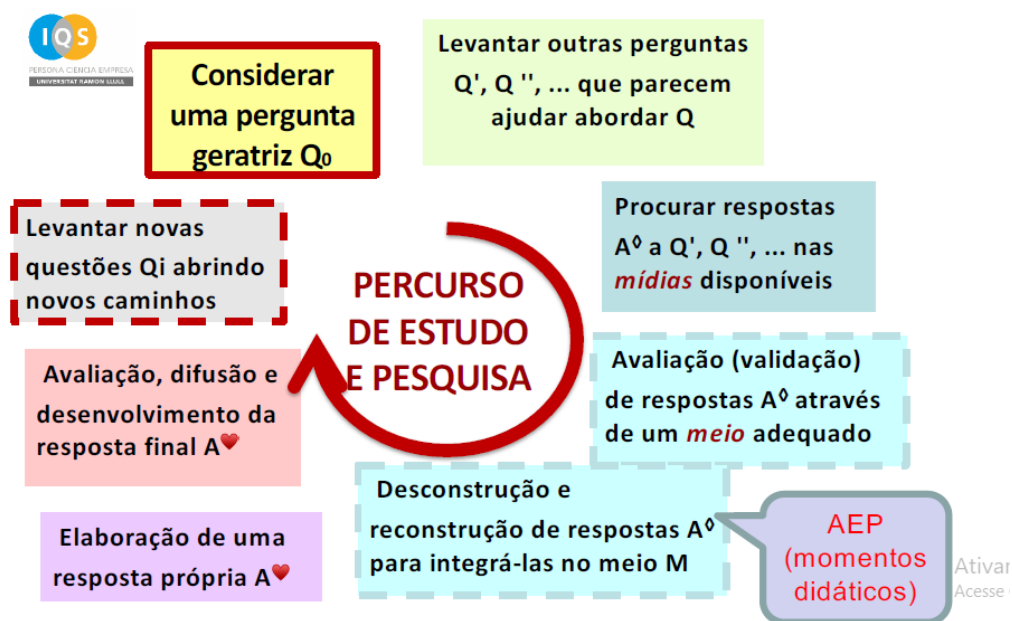 IQS
PERSONA CIENCIA EMPRESA
UNIVERSITAT RAMON LLULL
Considerar
uma pergunta
geratriz Q₀
Levantar outras perguntas
Q', Q '', ... que parecem
ajudar abordar Q
Procurar respostas
A◊ a Q', Q '', ... nas
mídias disponíveis
Avaliação (validação)
de respostas A◊ através
de um meio adequado
Desconstrução e
reconstrução de respostas A◊
para integrá-las no meio M
AEP
(momentos
didáticos)
Elaboração de uma
resposta própria A♥
Avaliação, difusão e
desenvolvimento da
resposta final A♥
Levantar novas
questões Qi abrindo
novos caminhos
PERCURSO
DE ESTUDO
E PESQUISA
Ativar
Acesse